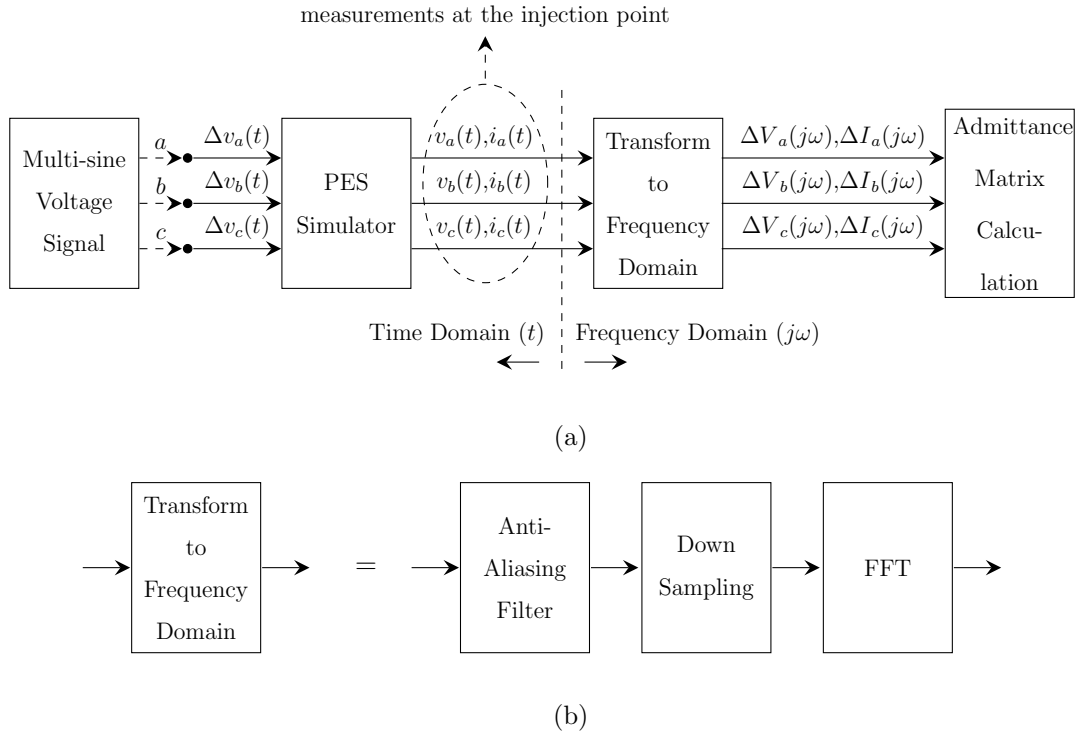 measurements at the injection point
Multi-sine
Voltage
Signal
a
b
c
Δv_a(t)
Δv_b(t)
Δv_c(t)
PES
Simulator
v_a(t),i_a(t)
v_b(t),i_b(t)
v_c(t),i_c(t)
Transform
to
Frequency
Domain
ΔV_a(jω),ΔI_a(jω)
ΔV_b(jω),ΔI_b(jω)
ΔV_c(jω),ΔI_c(jω)
Admittance
Matrix
Calcu-
lation
Time Domain (t)
Frequency Domain (jω)
(a)
Transform
to
Frequency
Domain
=
Anti-
Aliasing
Filter
Down
Sampling
FFT
(b)